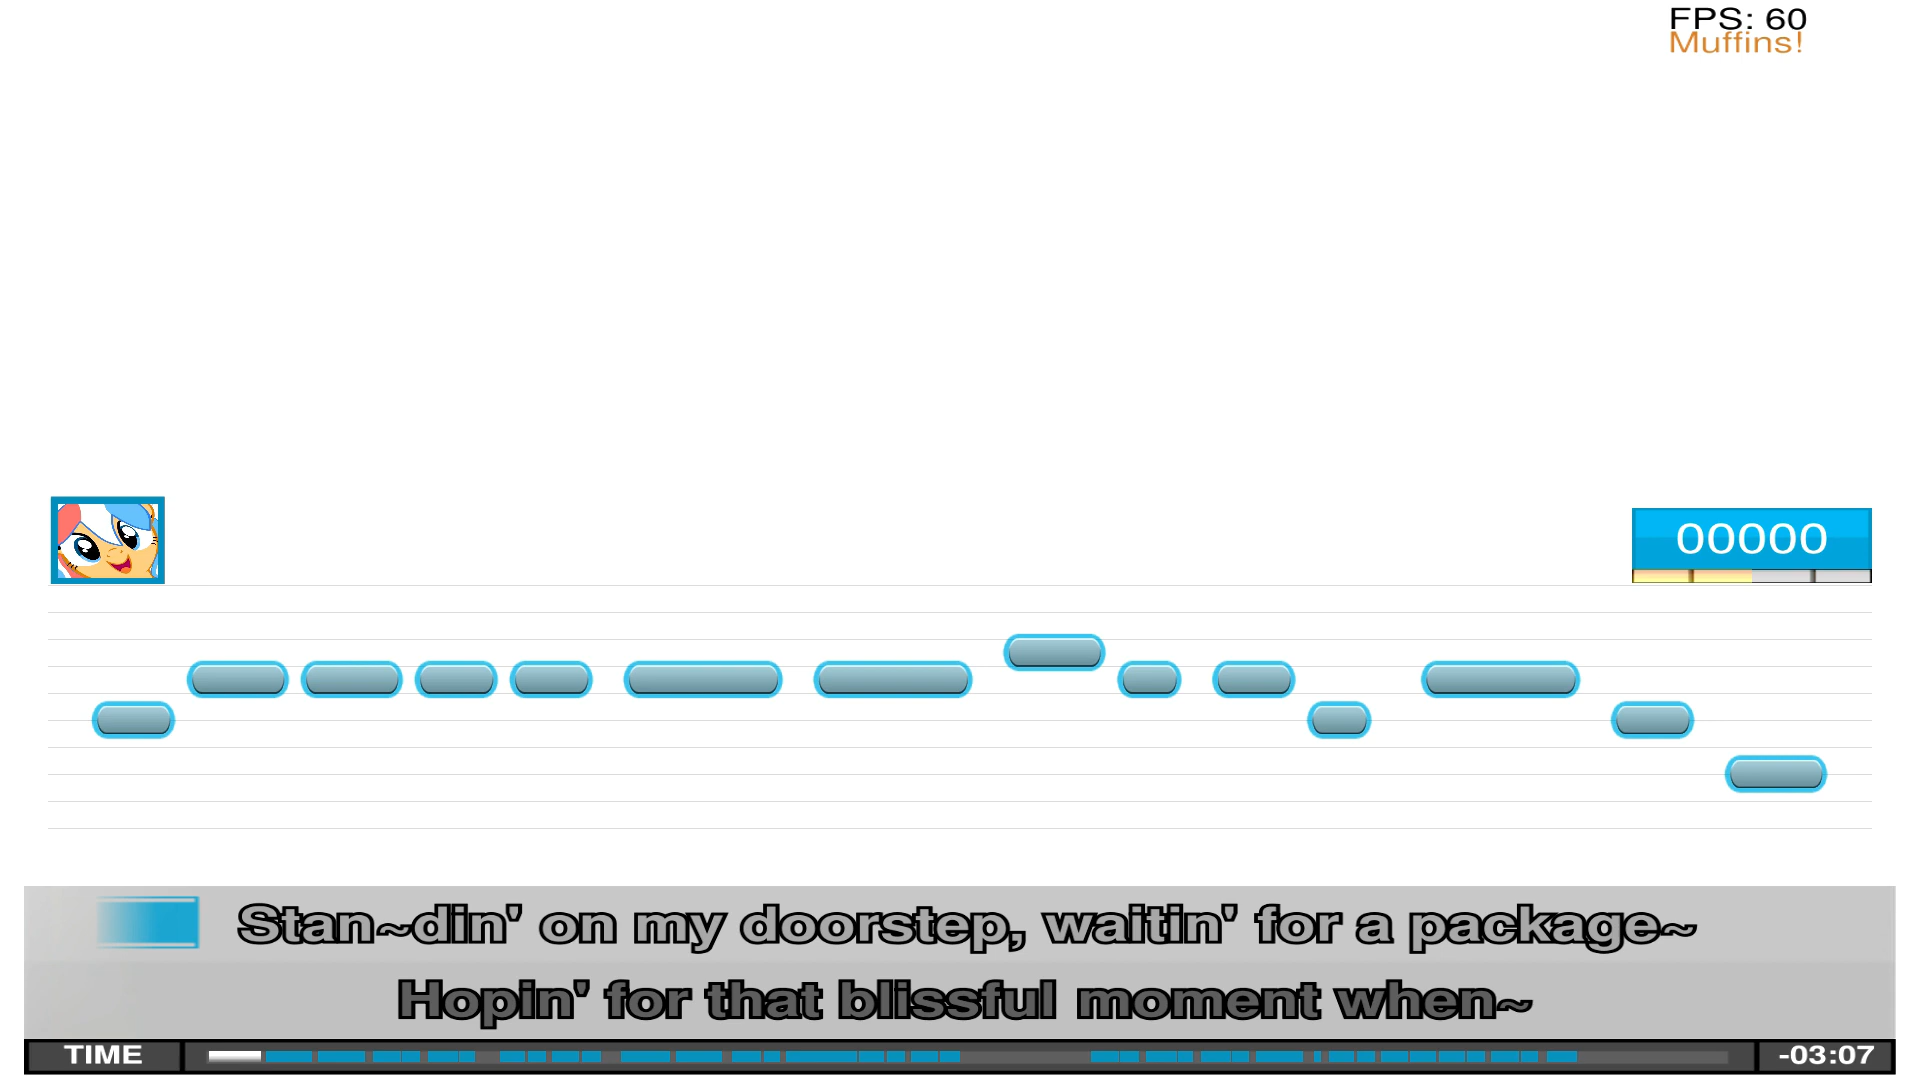 FPS: 60
Muffins!
00000
Stan~din' on my doorstep, waitin' for a package~
Hopin' for that blissful moment when~
TIME
-03:07